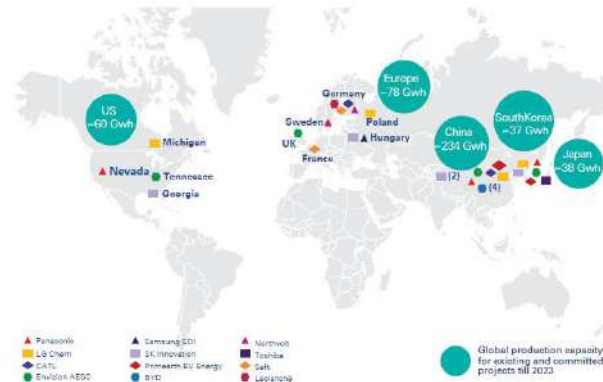 US
~60 Gwh
Michigan
Nevada
Tennessee
Georgia
Europe
~78 Gwh
Germany
Sweden
Poland
UK
Hungary
France
China
~234 Gwh
SouthKorea
~37 Gwh
Japan
~38 Gwh
(2)
(4)
Panasonic
LG Chem
CATL
Envision AESC
Samsung SDI
SK Innovation
Primearth EV Energy
BYD
Northvolt
Toshiba
Saft
Leclanché
Global production capacity
for existing and committed
projects till 2023